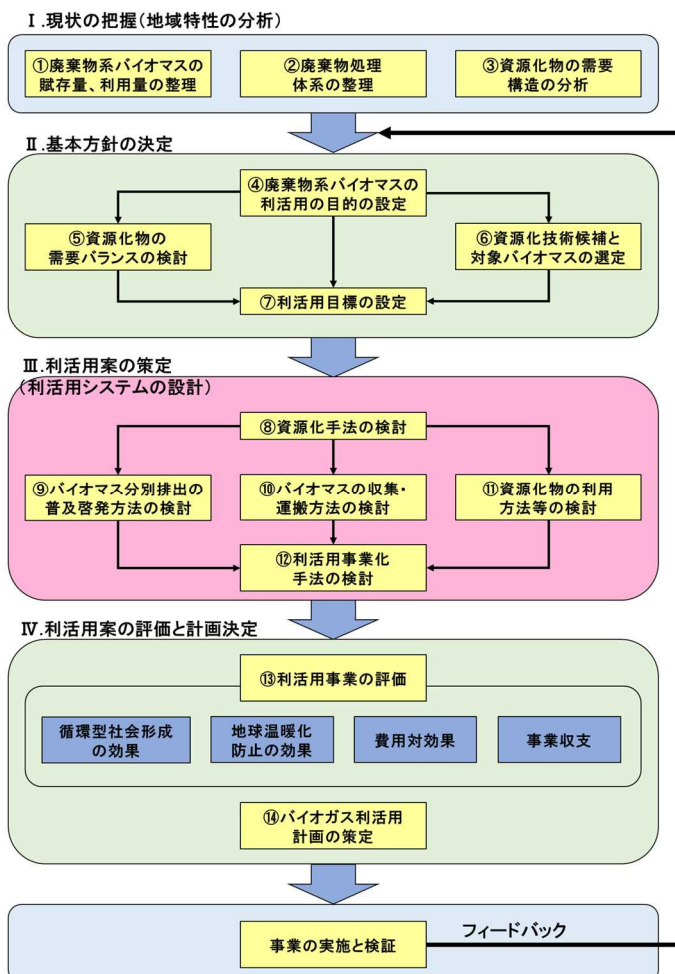 Ⅰ.現状の把握(地域特性の分析)
①廃棄物系バイオマスの
賦存量、利用量の整理
②廃棄物処理
体系の整理
③資源化物の需要
構造の分析
Ⅱ.基本方針の決定
④廃棄物系バイオマスの
利活用の目的の設定
⑤資源化物の
需要バランスの検討
⑥資源化技術候補と
対象バイオマスの選定
⑦利活用目標の設定
Ⅲ.利活用案の策定
(利活用システムの設計)
⑧資源化手法の検討
⑨バイオマス分別排出の
普及啓発方法の検討
⑩バイオマスの収集・
運搬方法の検討
⑪資源化物の利用
方法等の検討
⑫利活用事業化
手法の検討
Ⅳ.利活用案の評価と計画決定
⑬利活用事業の評価
循環型社会形成
の効果
地球温暖化
防止の効果
費用対効果
事業収支
⑭バイオガス利活用
計画の策定
事業の実施と検証
フィードバック